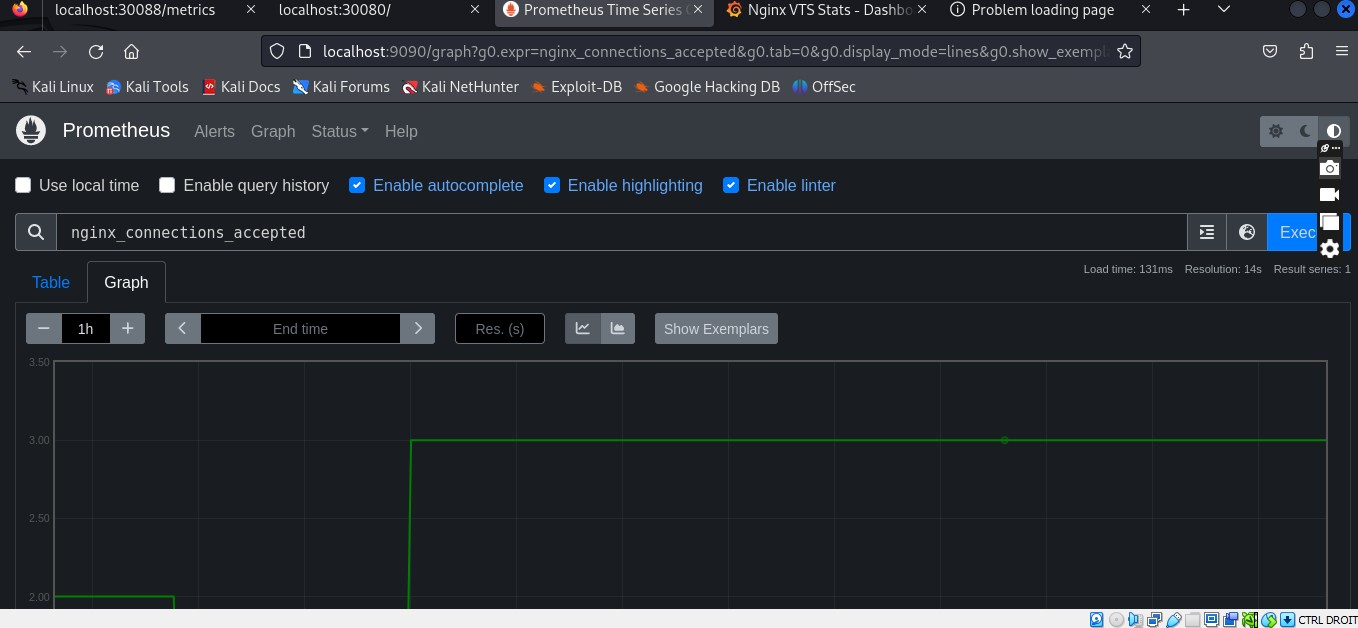 localhost:30088/metrics localhost:30080/ Prometheus Time Series Nginx VTS Stats - Dashbo Problem loading page
localhost:9090/graph?g0.expr=nginx_connections_accepted&g0.tab=0&g0.display_mode=lines&g0.show_exempl
Kali Linux Kali Tools Kali Docs Kali Forums Kali NetHunter Exploit-DB Google Hacking DB OffSec
Prometheus Alerts Graph Status Help
Use local time Enable query history Enable autocomplete Enable highlighting Enable linter
nginx_connections_accepted Exec
Load time: 131ms Resolution: 14s Result series: 1
Table Graph
− 1h + End time Res. (s) Show Exemplars
3.50
3.00
2.50
2.00
CTRL DROIT